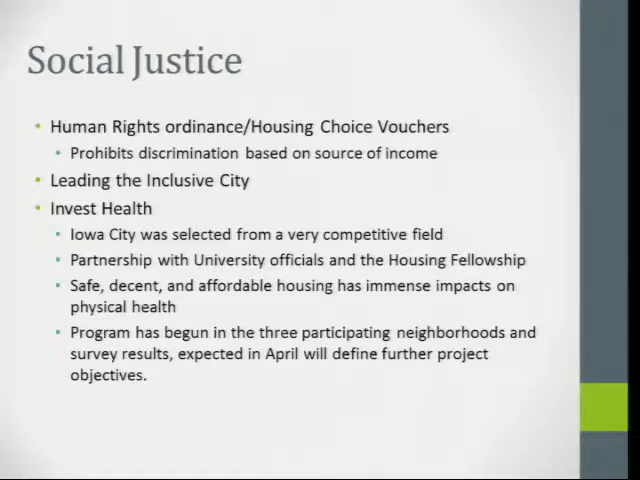 Social Justice
• Human Rights ordinance/Housing Choice Vouchers
• Prohibits discrimination based on source of income
• Leading the Inclusive City
• Invest Health
• Iowa City was selected from a very competitive field
• Partnership with University officials and the Housing Fellowship
• Safe, decent, and affordable housing has immense impacts on
physical health
• Program has begun in the three participating neighborhoods and
survey results, expected in April will define further project
objectives.